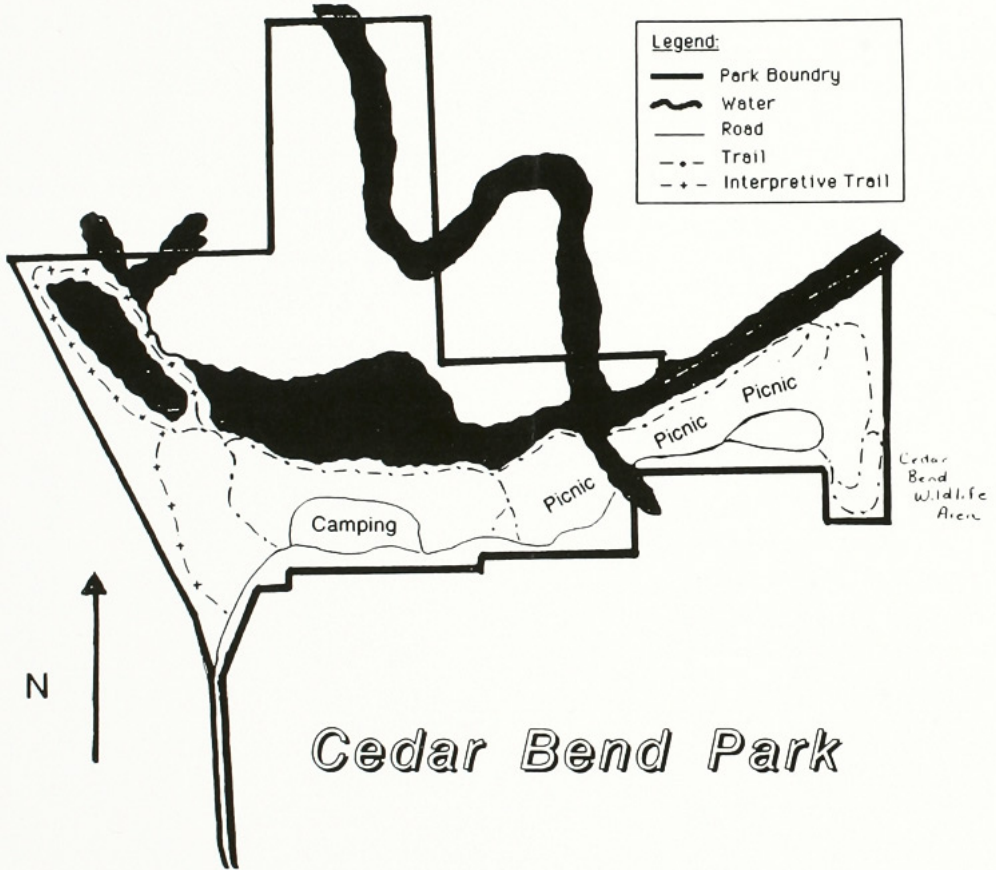 Legend:
Park Boundry
Water
Road
Trail
Interpretive Trail
Picnic
Picnic
Picnic
Camping
Cedar
Bend
Wildlife
Area
N
Cedar Bend Park